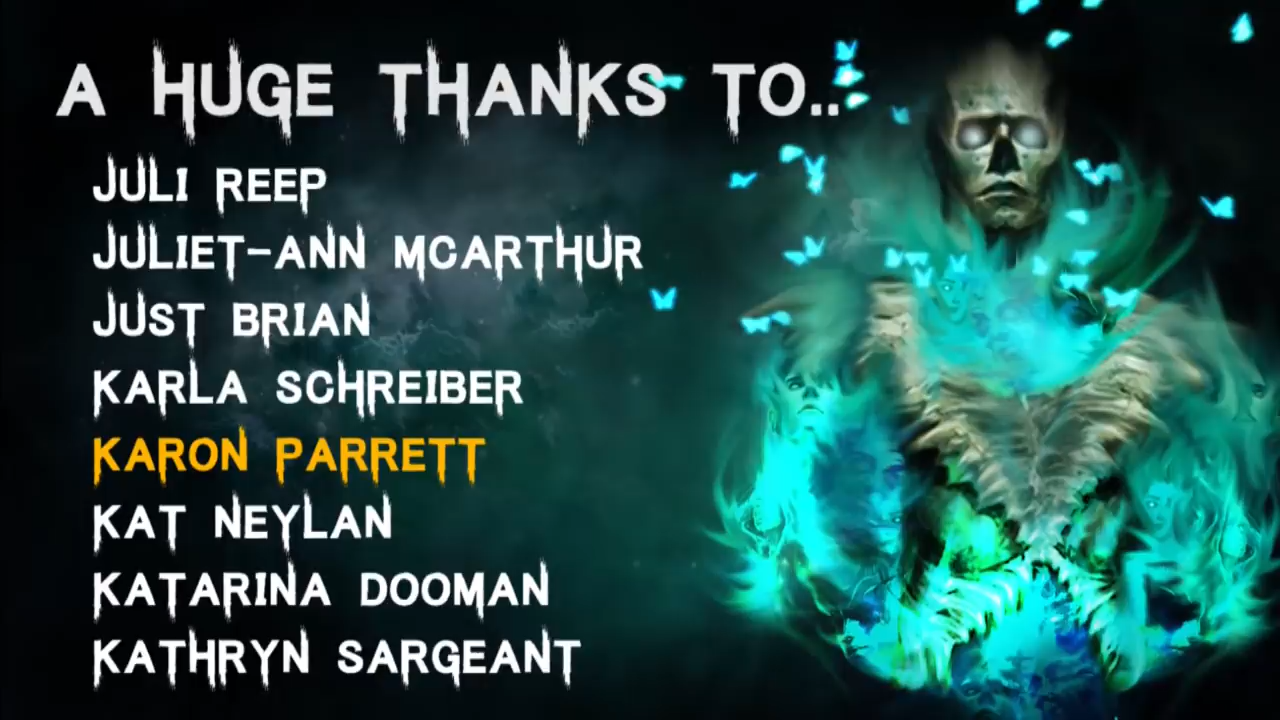 A HUGE THANKS TO..
JULI REEP
JULIET-ANN MCARTHUR
JUST BRIAN
KARLA SCHREIBER
KARON PARRETT
KAT NEYLAN
KATARINA DOOMAN
KATHRYN SARGEANT